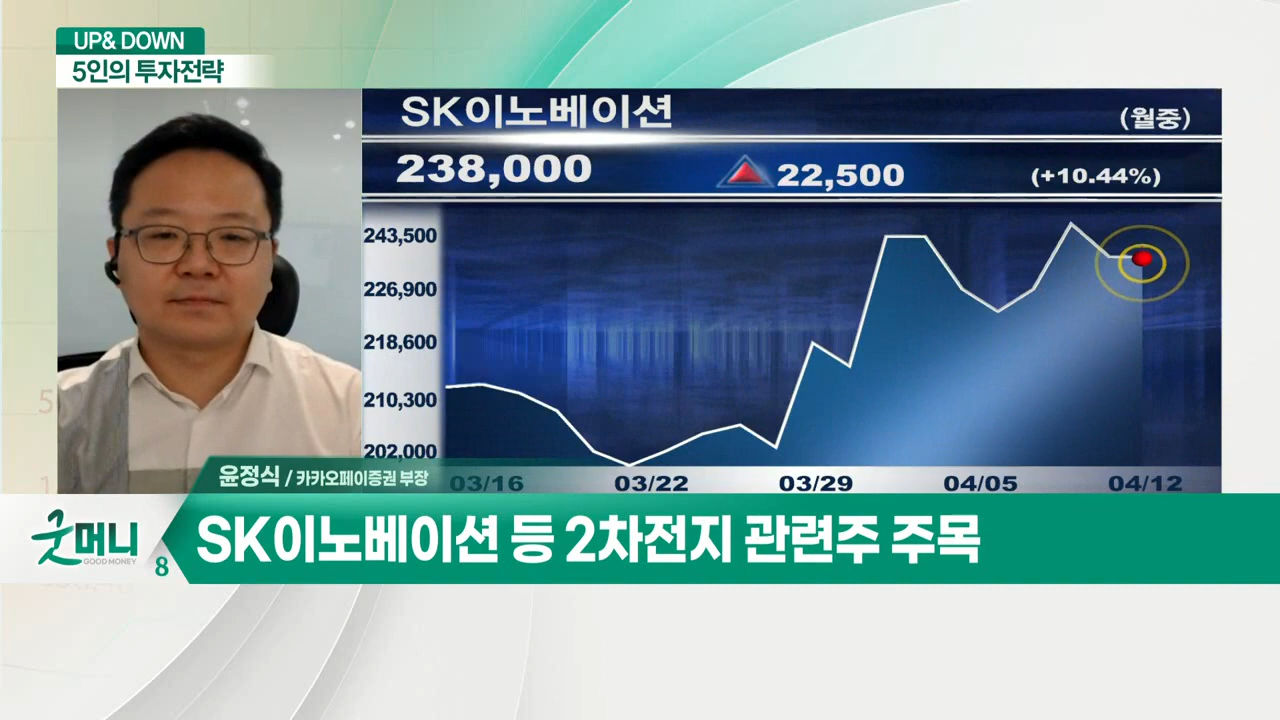 UP& DOWN
5인의 투자전략
SK이노베이션 (월중)
238,000 22,500 (+10.44%)
243,500
226,900
218,600
210,300
202,000
03/16 03/22 03/29 04/05 04/12
윤정식 / 카카오페이증권 부장
굿머니
GOOD MONEY
8
SK이노베이션 등 2차전지 관련주 주목
5
1